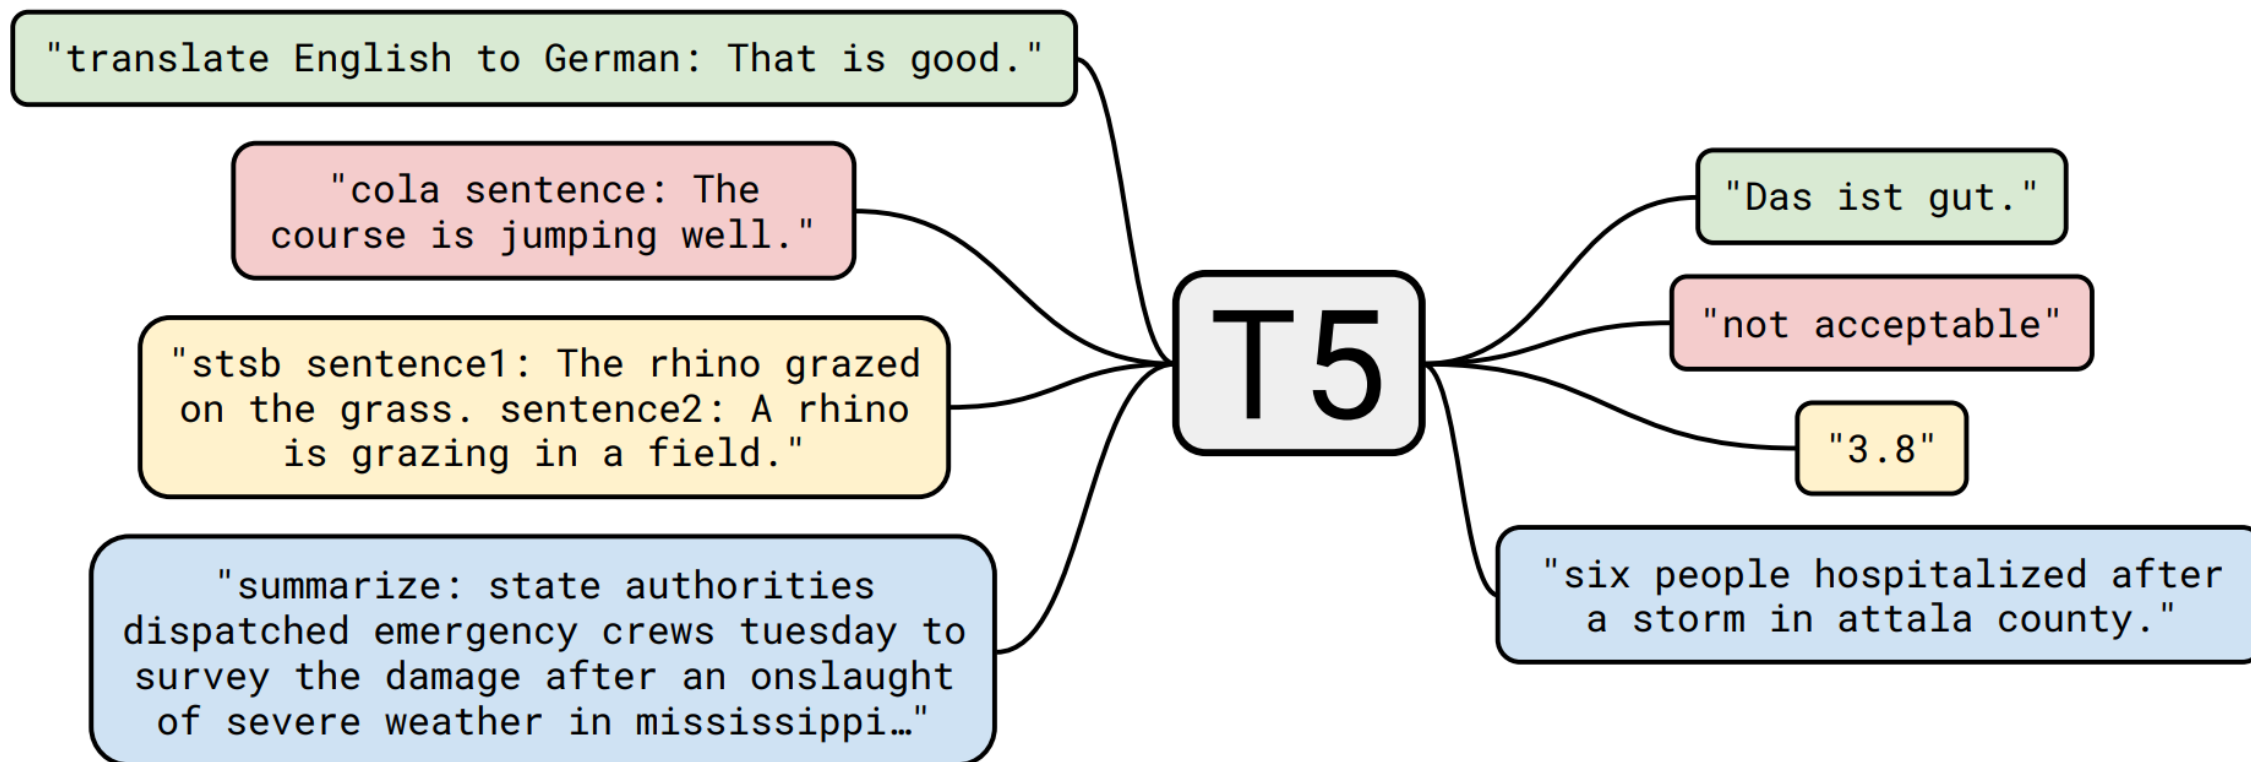 "translate English to German: That is good."
"cola sentence: The
course is jumping well."
"stsb sentence1: The rhino grazed
on the grass. sentence2: A rhino
is grazing in a field."
"summarize: state authorities
dispatched emergency crews tuesday to
survey the damage after an onslaught
of severe weather in mississippi…"
T5
"Das ist gut."
"not acceptable"
"3.8"
"six people hospitalized after
a storm in attala county."